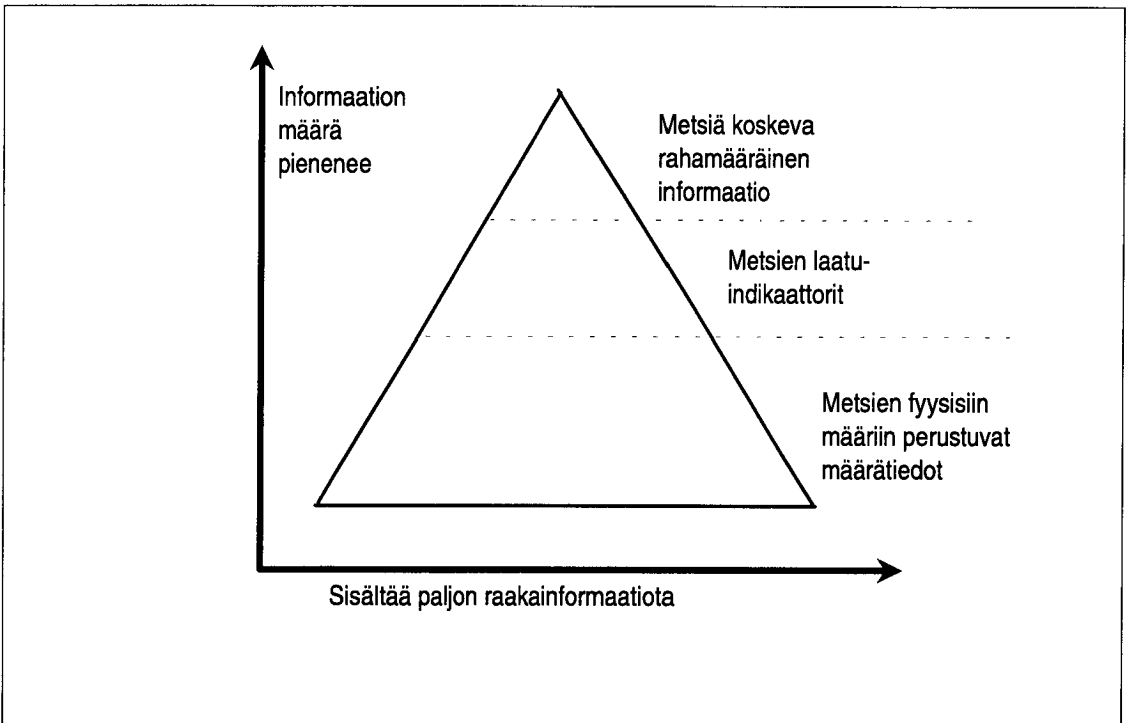 Informaation
määrä
pienenee
Metsiä koskeva
rahamääräinen
informaatio
Metsien laatu-
indikaattorit
Metsien fyysisiin
määriin perustuvat
määrätiedot
Sisältää paljon raakainformaatiota